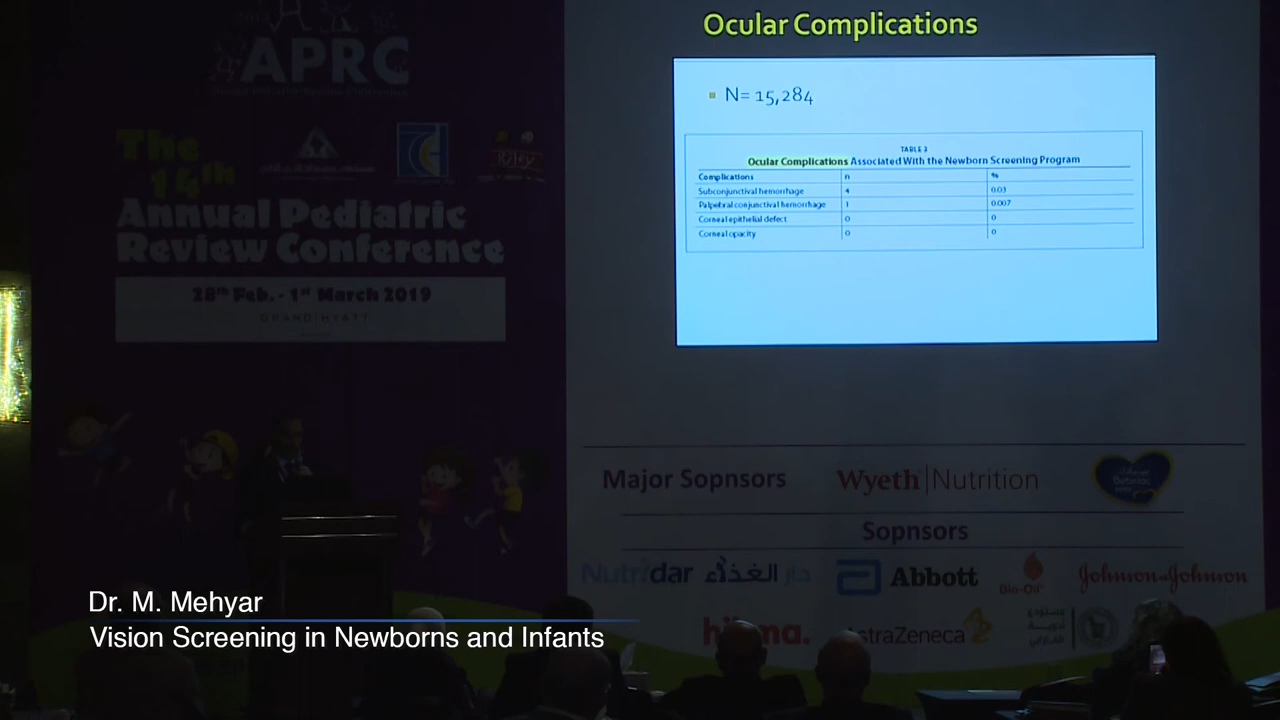 APRC
The
14th
Annual Pediatric
Review Conference
28th Feb. - 1st March 2019
GRAND HYATT
Ocular Complications
N= 15,284
TABLE 3
Ocular Complications Associated With the Newborn Screening Program
Complications n %
Subconjunctival hemorrhage 4 0.03
Palpebral conjunctival hemorrhage 1 0.007
Corneal epithelial defect 0 0
Corneal opacity 0 0
Major Sopnsors
Wyeth Nutrition
Sopnsors
Nutridar دار الغذاء
Abbott
Bio-Oil
Johnson & Johnson
hikma.
AstraZeneca
Dr. M. Mehyar
Vision Screening in Newborns and Infants